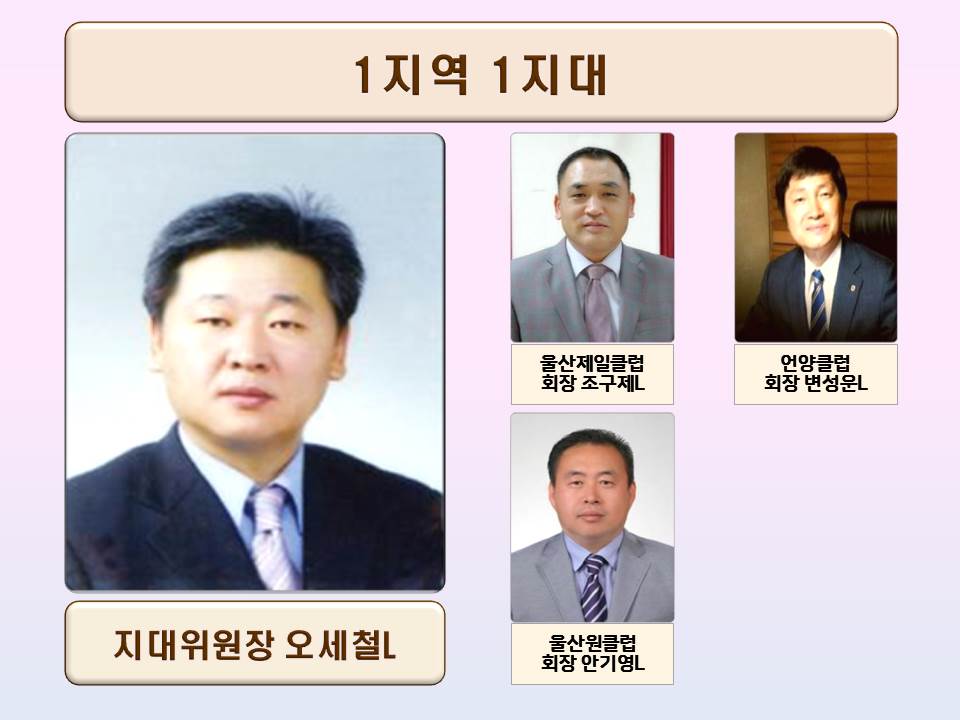 1지역 1지대
지대위원장 오세철L
울산제일클럽
회장 조구제L
언양클럽
회장 변성운L
울산원클럽
회장 안기영L